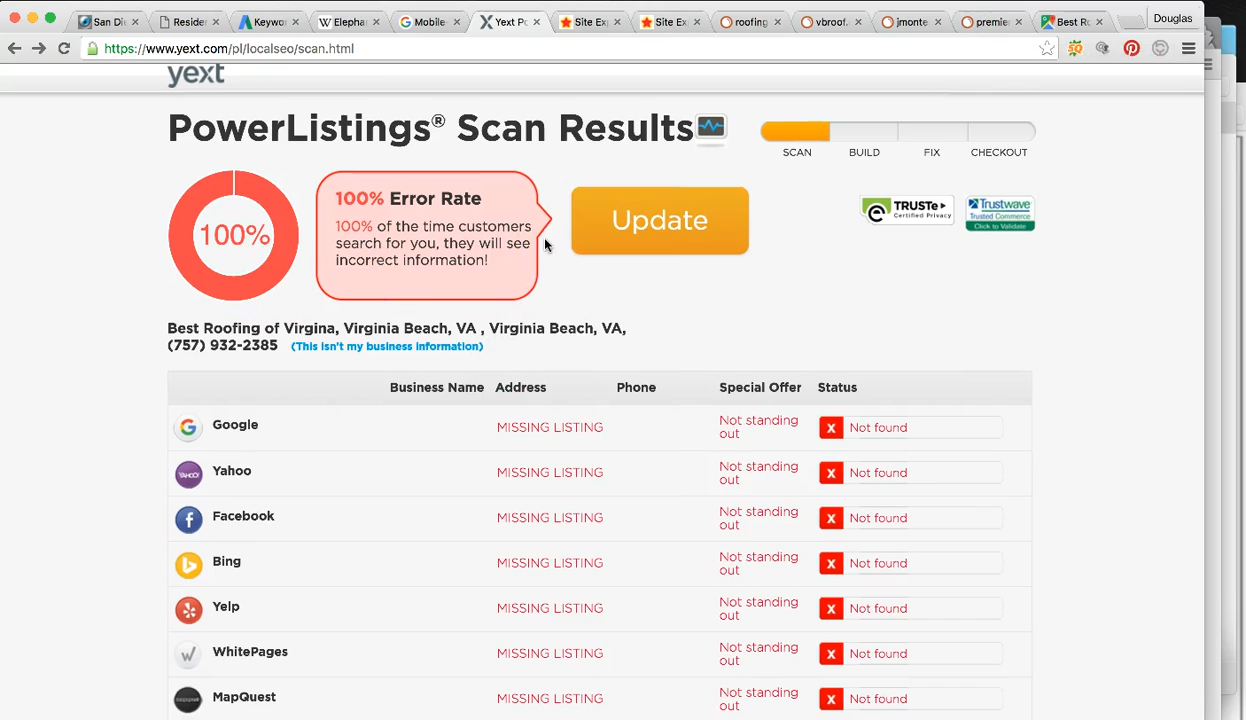 San Die
Resider
Keywo
Elepha
Mobile-
Yext Po
Site Ex
Site Ex
roofing
vbroof.
jmonte
premie
Best R
Douglas
https://www.yext.com/pl/localseo/scan.html
yext
PowerListings® Scan Results
SCAN BUILD FIX CHECKOUT
100%
100% Error Rate
100% of the time customers
search for you, they will see
incorrect information!
Update
TRUSTe
Certified Privacy
Trustwave
Trusted Commerce
Click to Validate
Best Roofing of Virgina, Virginia Beach, VA , Virginia Beach, VA,
(757) 932-2385 (This isn't my business information)
Business Name Address Phone Special Offer Status
Google MISSING LISTING Not standing out X Not found
YAHOO! Yahoo MISSING LISTING Not standing out X Not found
Facebook MISSING LISTING Not standing out X Not found
Bing MISSING LISTING Not standing out X Not found
Yelp MISSING LISTING Not standing out X Not found
WhitePages MISSING LISTING Not standing out X Not found
MapQuest MISSING LISTING Not standing out X Not found